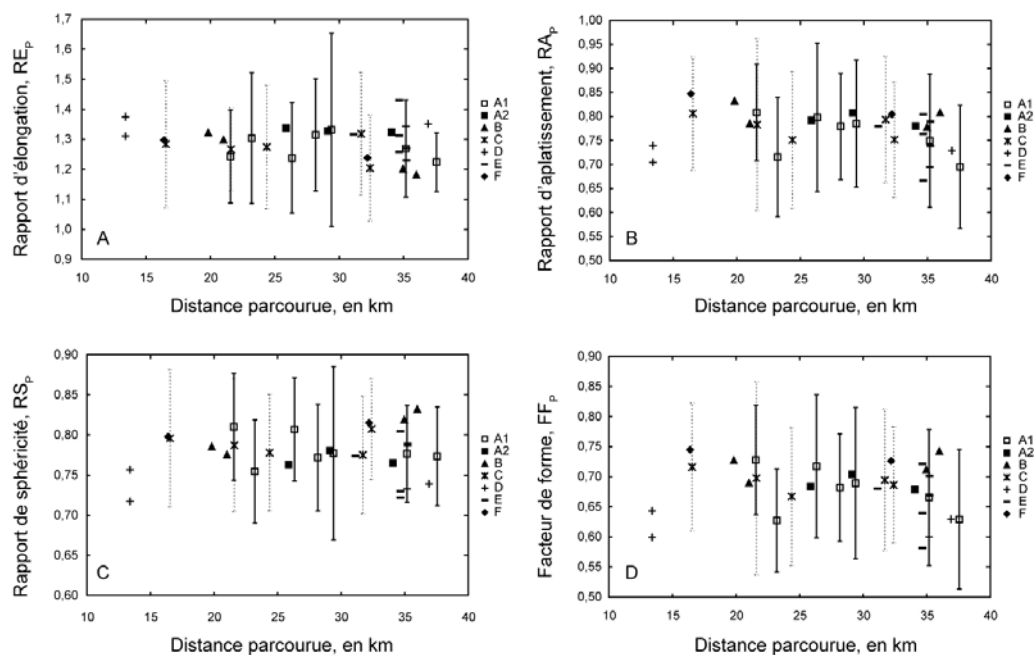 Rapport d'élongation, RE_P
1,7
1,6
1,5
1,4
1,3
1,2
1,1
1,0
0,9
A
10 15 20 25 30 35 40
Distance parcourue, en km
A1
A2
B
C
D
E
F
Rapport d'aplatissement, RA_P
1,00
0,95
0,90
0,85
0,80
0,75
0,70
0,65
0,60
0,55
0,50
B
10 15 20 25 30 35 40
Distance parcourue, en km
A1
A2
B
C
D
E
F
Rapport de sphéricité, RS_P
0,90
0,85
0,80
0,75
0,70
0,65
0,60
C
10 15 20 25 30 35 40
Distance parcourue, en km
A1
A2
B
C
D
E
F
Facteur de forme, FF_P
0,90
0,85
0,80
0,75
0,70
0,65
0,60
0,55
0,50
D
10 15 20 25 30 35 40
Distance parcourue, en km
A1
A2
B
C
D
E
F